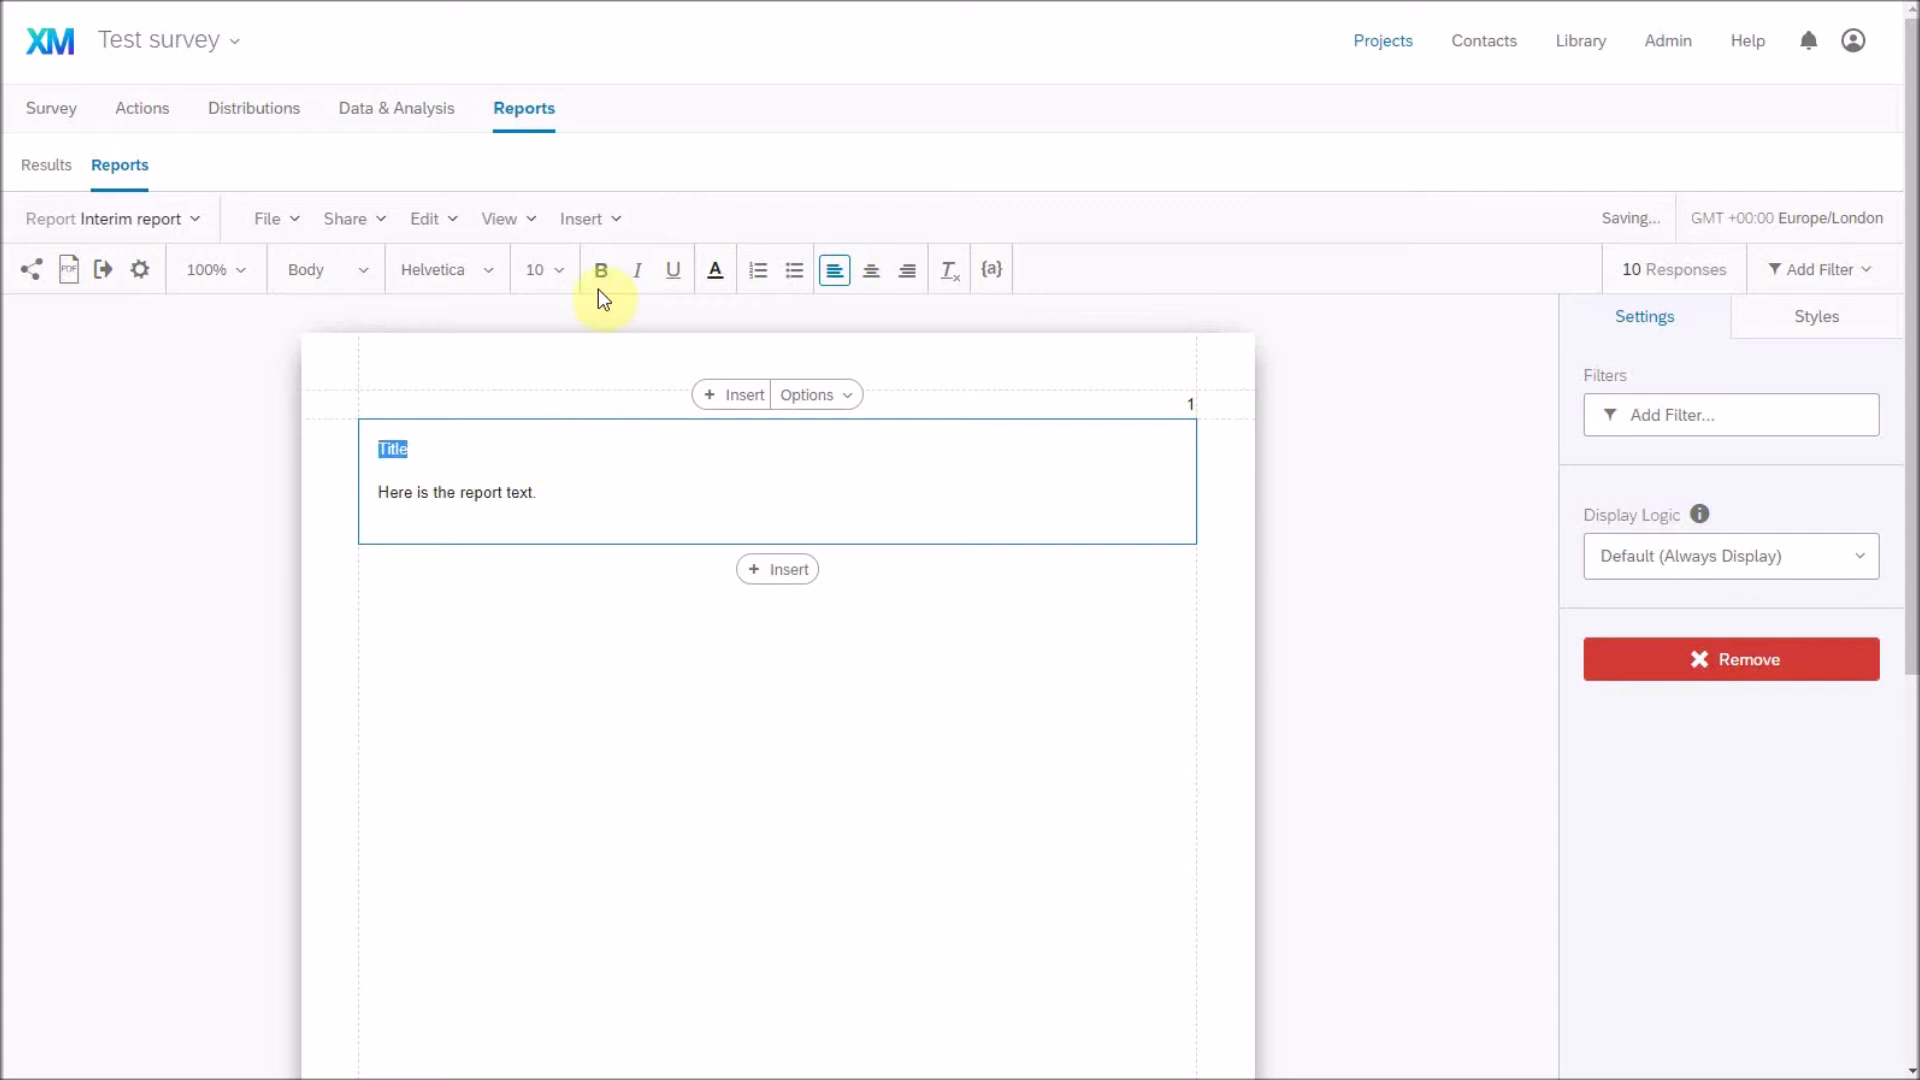 XM Test survey
Projects Contacts Library Admin Help
Survey Actions Distributions Data & Analysis Reports
Results Reports
Report Interim report File Share Edit View Insert Saving... GMT +00:00 Europe/London
PDF 100% Body Helvetica 10 B I U A Tx {a} 10 Responses Add Filter
Settings Styles
Filters
+ Insert Options
1
Add Filter...
Title
Here is the report text.
Display Logic
Default (Always Display)
+ Insert
Remove